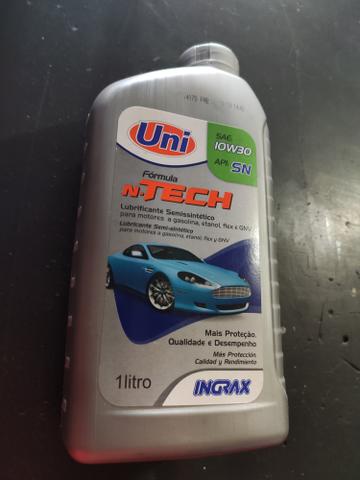 Uni
SAE
10W30
API SN
Fórmula
N.TECH
Lubrificante Semissintético
para motores a gasolina, etanol, flex e GNV
Lubricante Semi-sintético
para motores a gasolina, etanol, flex y GNV
Mais Proteção,
Qualidade e Desempenho
Más Protección,
Calidad y Rendimiento
1 litro
INGRAX